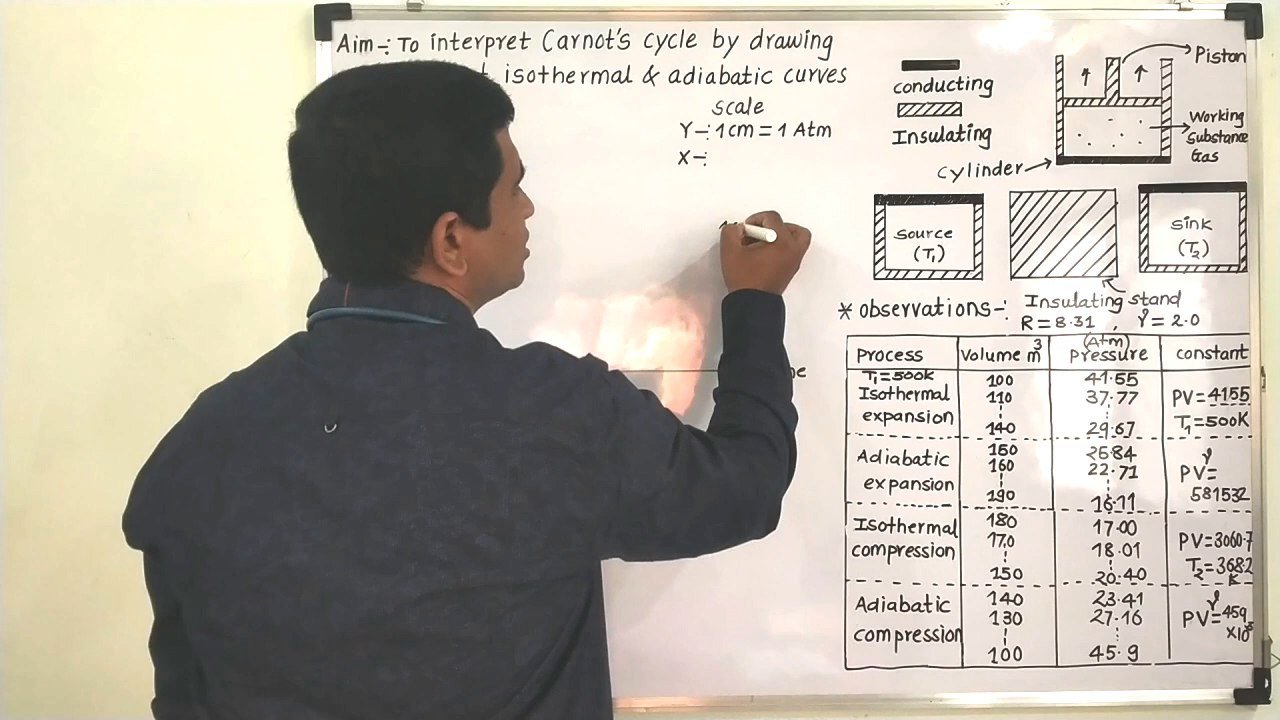 Aim-: To interpret Carnot's cycle by drawing
isothermal & adiabatic curves
scale
Y-: 1cm = 1 Atm
X-:
conducting
Insulating
Piston
Working
Substance
Gas
cylinder
source
(T₁)
sink
(T₂)
Insulating stand
* observations-:
R = 8.31 , γ = 2.0
Process Volume m³ (Atm) Pressure constant
T₁=500K 100 41.55
Isothermal 110 37.77 PV=4155
expansion 140 29.67 T₁=500K
Adiabatic 150 25.84
expansion 160 22.71 PV^γ=
190 16.11 581532
Isothermal 180 17.00
compression 170 18.01 PV=3060.7
150 20.40 T₂=368.2 K
Adiabatic 140 23.41
compression 130 27.16 PV^γ=459
100 45.9